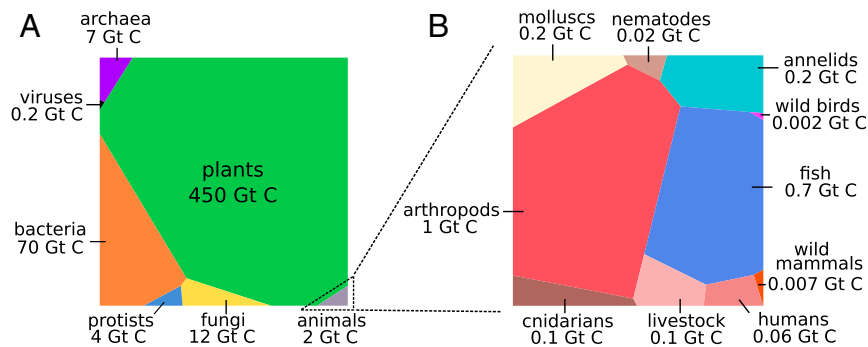 A
archaea
7 Gt C
viruses
0.2 Gt C
plants
450 Gt C
bacteria
70 Gt C
protists
4 Gt C
fungi
12 Gt C
animals
2 Gt C
B
molluscs
0.2 Gt C
nematodes
0.02 Gt C
annelids
0.2 Gt C
wild birds
0.002 Gt C
fish
0.7 Gt C
arthropods
1 Gt C
wild
mammals
0.007 Gt C
cnidarians
0.1 Gt C
livestock
0.1 Gt C
humans
0.06 Gt C